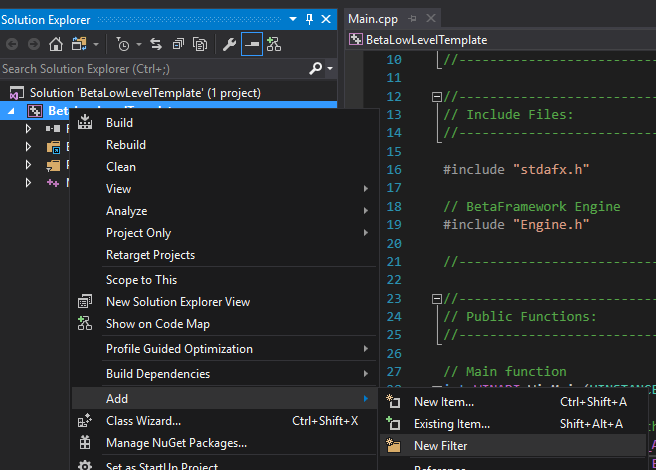 Solution Explorer
Search Solution Explorer (Ctrl+;)
Solution 'BetaLowLevelTemplate' (1 project)
Build
Rebuild
Clean
View
Analyze
Project Only
Retarget Projects
Scope to This
New Solution Explorer View
Show on Code Map
Profile Guided Optimization
Build Dependencies
Add
Class Wizard... Ctrl+Shift+X
Manage NuGet Packages...
Set as StartUp Project
New Item... Ctrl+Shift+A
Existing Item... Shift+Alt+A
New Filter
Reference
Main.cpp
BetaLowLevelTemplate
10 //----------------------------
11
12 //----------------------------
13 // Include Files:
14 //----------------------------
15
16 #include "stdafx.h"
17
18 // BetaFramework Engine
19 #include "Engine.h"
20
21 //----------------------------
22
23 //----------------------------
24 // Public Functions:
25 //----------------------------
26
27 // Main function